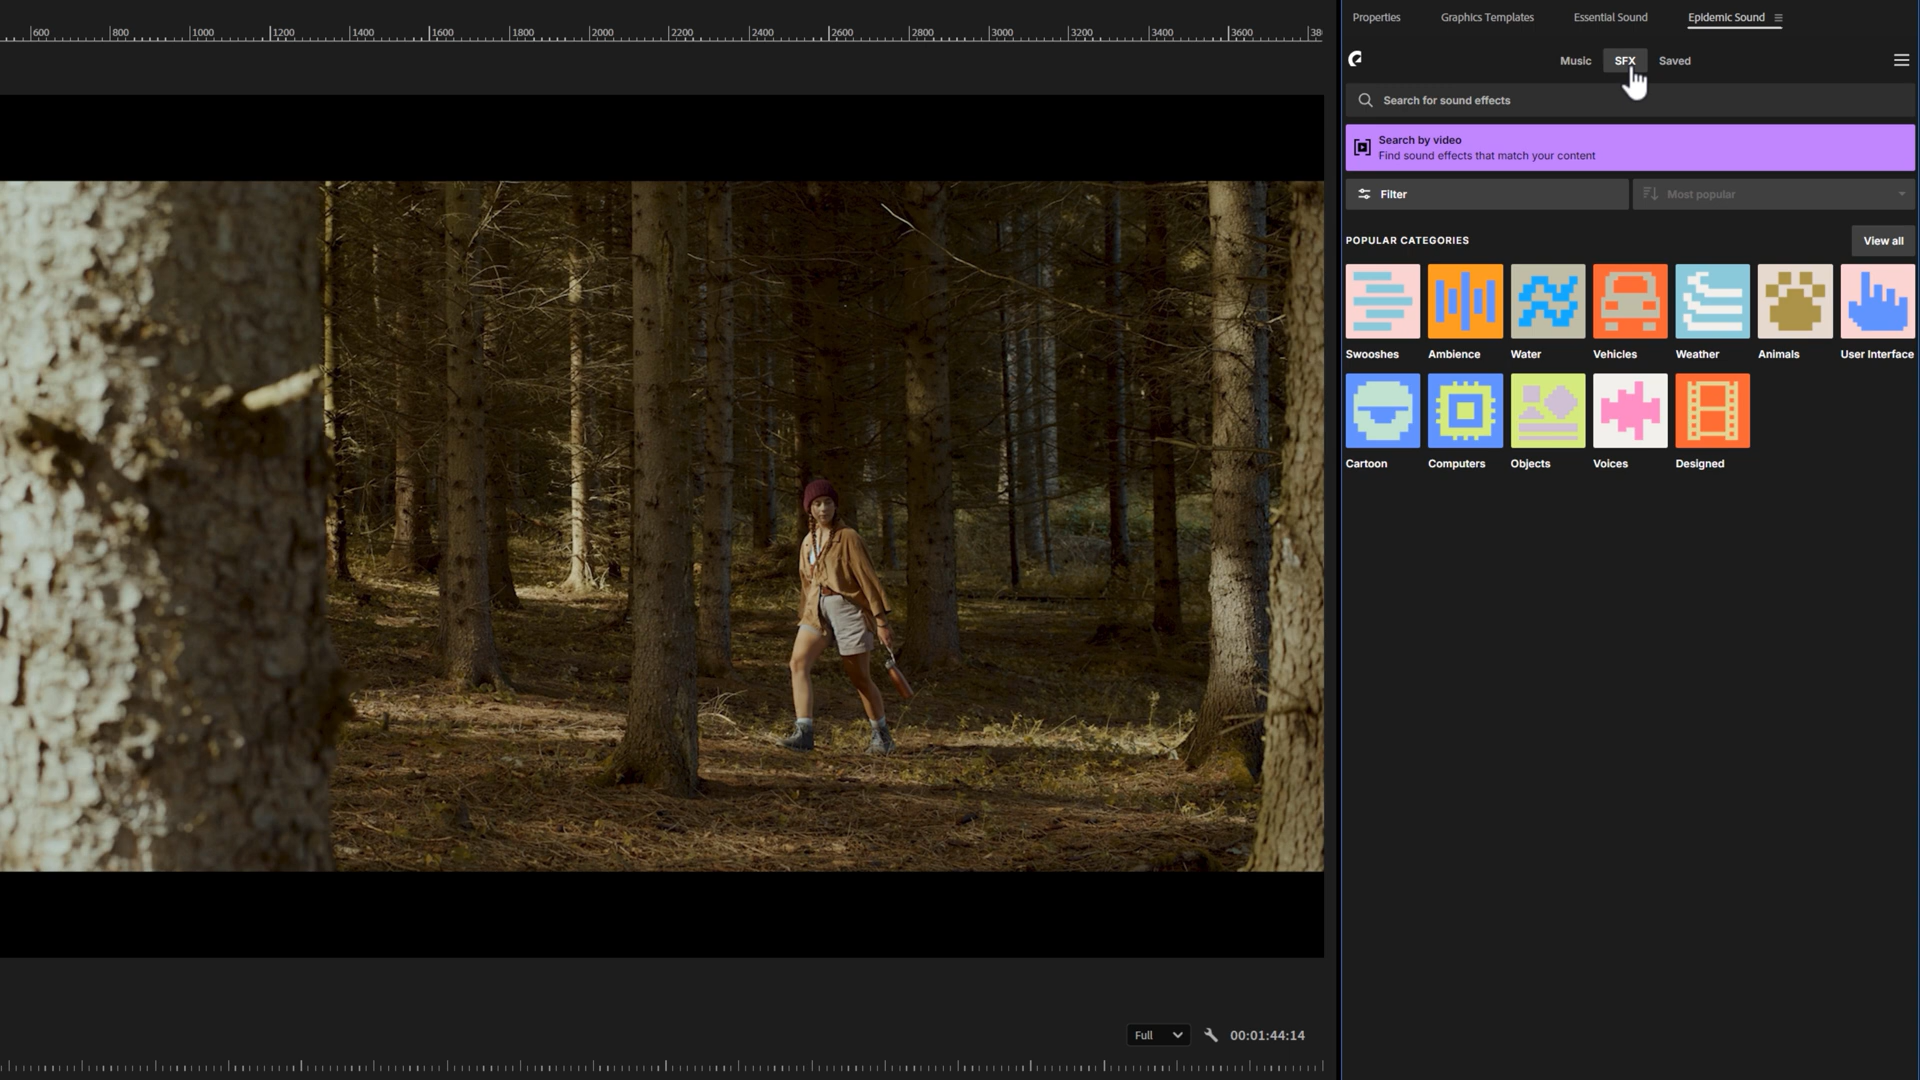 600 800 1000 1200 1400 1600 1800 2000 2200 2400 2600 2800 3000 3200 3400 3600 38
Properties Graphics Templates Essential Sound Epidemic Sound
Music SFX Saved
Search for sound effects
Search by video
Find sound effects that match your content
Filter Most popular
POPULAR CATEGORIES View all
Swooshes Ambience Water Vehicles Weather Animals User Interface
Cartoon Computers Objects Voices Designed
Full 00:01:44:14